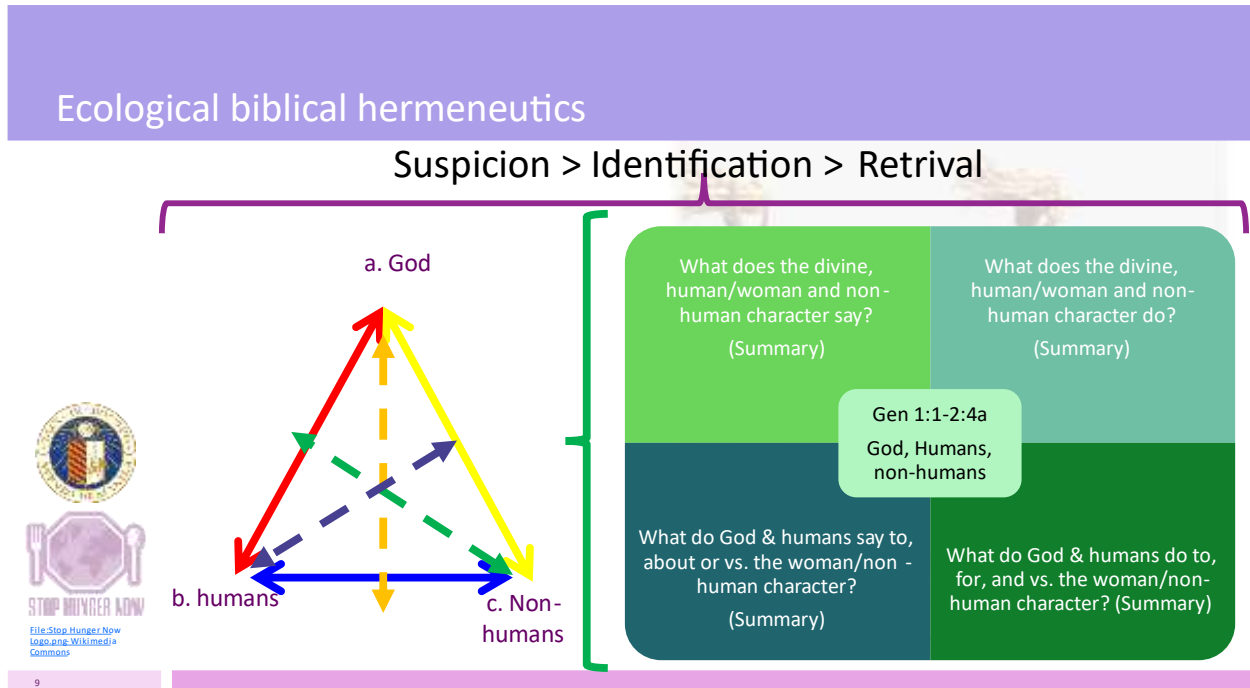 Ecological biblical hermeneutics
Suspicion > Identification > Retrival
a. God
b. humans
c. Non-
humans
What does the divine,
human/woman and non-
human character say?
(Summary)
What does the divine,
human/woman and non-
human character do?
(Summary)
Gen 1:1-2:4a
God, Humans,
non-humans
What do God & humans say to,
about or vs. the woman/non -
human character?
(Summary)
What do God & humans do to,
for, and vs. the woman/non-
human character? (Summary)
STOP HUNGER NOW
File:Stop Hunger Now
Logo.png- Wikimedia
Commons
9